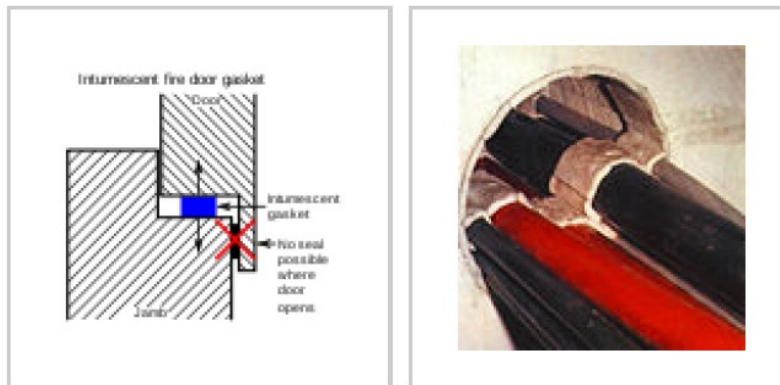 Intumescent fire door gasket
Door
Intumescent
gasket
No seal
possible
where
door
opens
Jamb